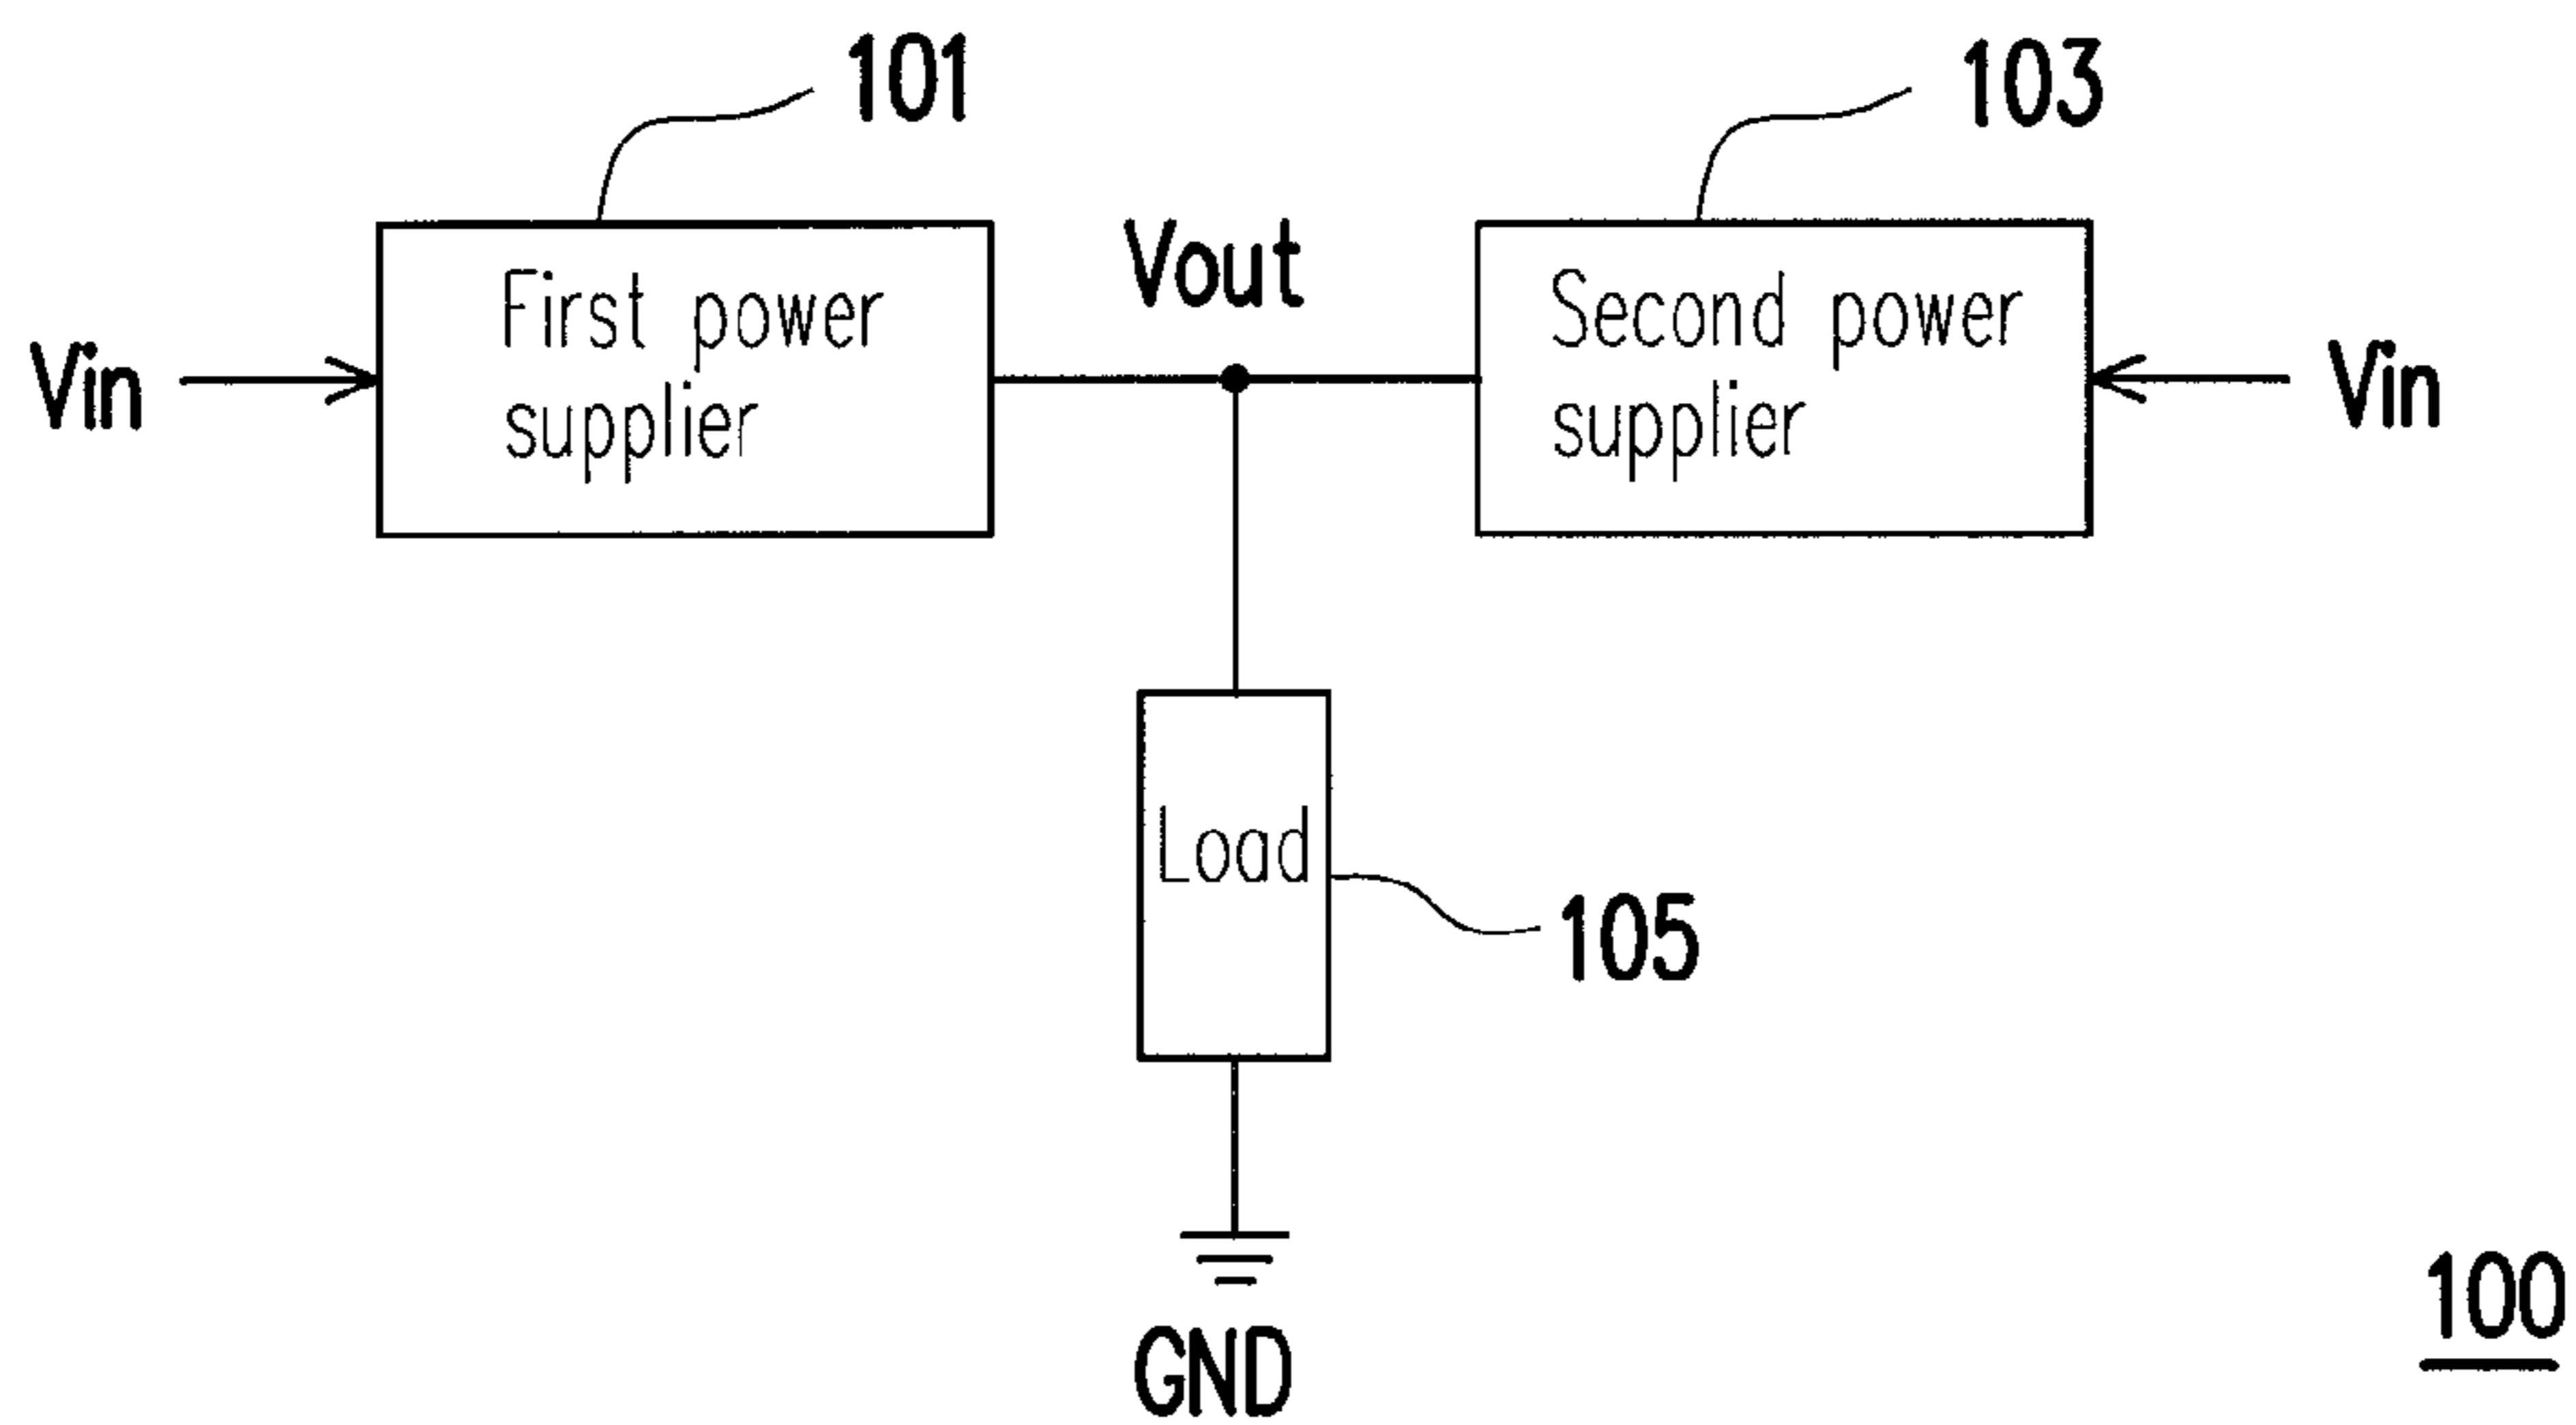 101
103
Vout
First power
supplier
Second power
supplier
Vin
Vin
Load
105
GND
100